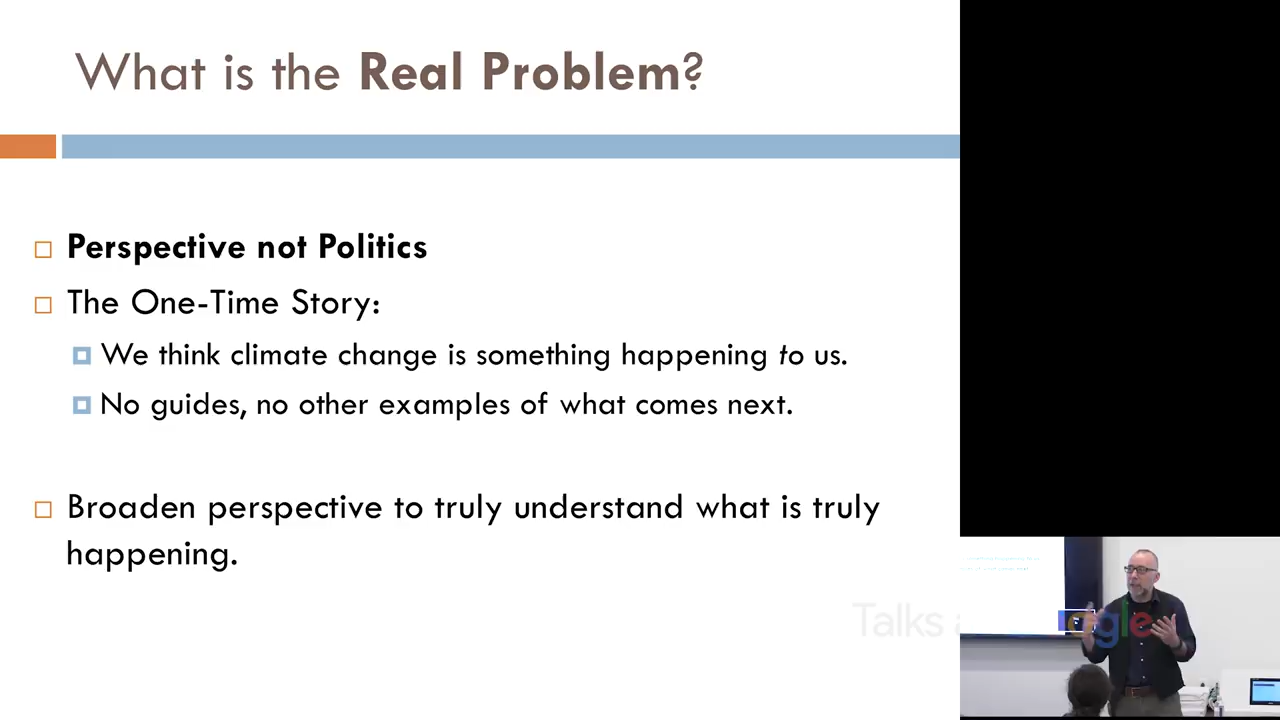 What is the Real Problem?
Perspective not Politics
The One-Time Story:
We think climate change is something happening to us.
No guides, no other examples of what comes next.
Broaden perspective to truly understand what is truly
happening.
Talks
ogle